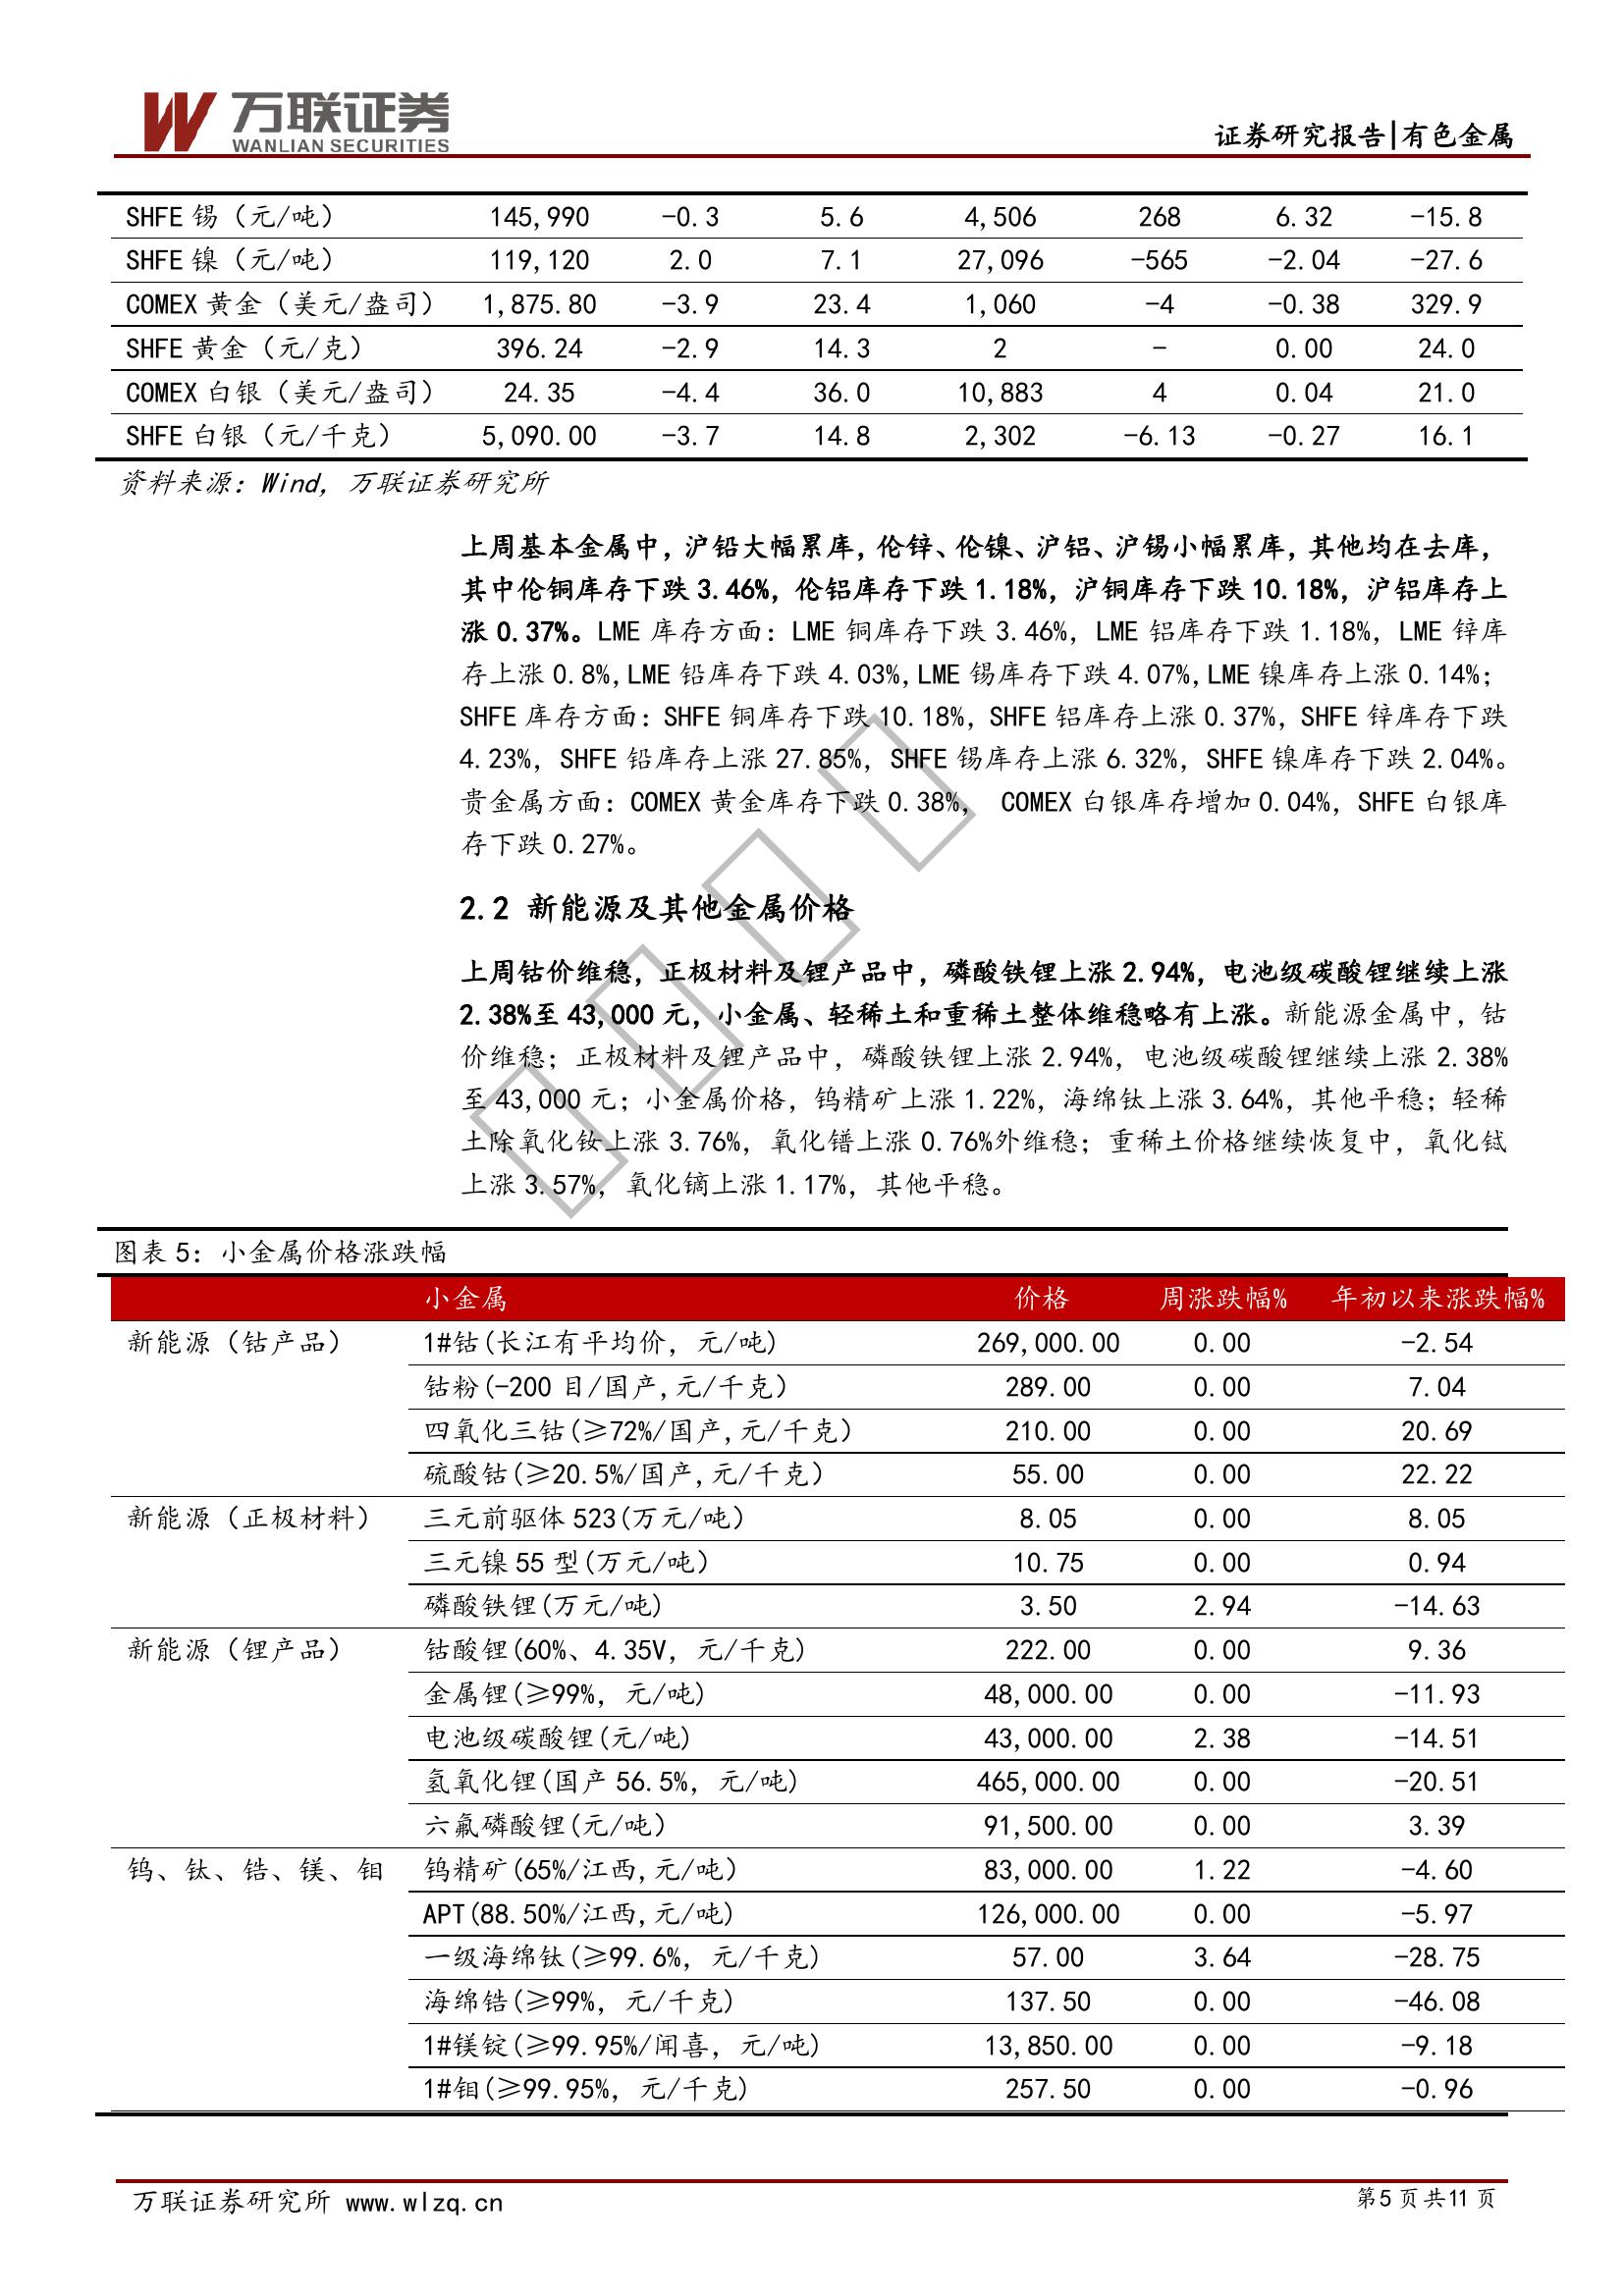 万联证券
WANLIAN SECURITIES
证券研究报告|有色金属
SHFE 锡（元/吨） 145,990 -0.3 5.6 4,506 268 6.32 -15.8
SHFE 镍（元/吨） 119,120 2.0 7.1 27,096 -565 -2.04 -27.6
COMEX 黄金（美元/盎司） 1,875.80 -3.9 23.4 1,060 -4 -0.38 329.9
SHFE 黄金（元/克） 396.24 -2.9 14.3 2 - 0.00 24.0
COMEX 白银（美元/盎司） 24.35 -4.4 36.0 10,883 4 0.04 21.0
SHFE 白银（元/千克） 5,090.00 -3.7 14.8 2,302 -6.13 -0.27 16.1
资料来源：Wind，万联证券研究所
上周基本金属中，沪铅大幅累库，伦锌、伦镍、沪铝、沪锡小幅累库，其他均在去库，
其中伦铜库存下跌 3.46%，伦铝库存下跌 1.18%，沪铜库存下跌 10.18%，沪铝库存上
涨 0.37%。LME 库存方面：LME 铜库存下跌 3.46%，LME 铝库存下跌 1.18%，LME 锌库
存上涨 0.8%,LME 铅库存下跌 4.03%,LME 锡库存下跌 4.07%,LME 镍库存上涨 0.14%；
SHFE 库存方面：SHFE 铜库存下跌 10.18%，SHFE 铝库存上涨 0.37%，SHFE 锌库存下跌
4.23%，SHFE 铅库存上涨 27.85%，SHFE 锡库存上涨 6.32%，SHFE 镍库存下跌 2.04%。
贵金属方面：COMEX 黄金库存下跌 0.38%， COMEX 白银库存增加 0.04%，SHFE 白银库
存下跌 0.27%。
2.2 新能源及其他金属价格
上周钴价维稳，正极材料及锂产品中，磷酸铁锂上涨 2.94%，电池级碳酸锂继续上涨
2.38%至 43,000 元，小金属、轻稀土和重稀土整体维稳略有上涨。新能源金属中，钴
价维稳；正极材料及锂产品中，磷酸铁锂上涨 2.94%，电池级碳酸锂继续上涨 2.38%
至 43,000 元；小金属价格，钨精矿上涨 1.22%，海绵钛上涨 3.64%，其他平稳；轻稀
土除氧化钕上涨 3.76%，氧化镨上涨 0.76%外维稳；重稀土价格继续恢复中，氧化铽
上涨 3.57%，氧化镝上涨 1.17%，其他平稳。
图表 5：小金属价格涨跌幅
小金属 价格 周涨跌幅% 年初以来涨跌幅%
新能源（钴产品） 1#钴(长江有平均价，元/吨) 269,000.00 0.00 -2.54
钴粉(-200 目/国产,元/千克) 289.00 0.00 7.04
四氧化三钴(≥72%/国产,元/千克) 210.00 0.00 20.69
硫酸钴(≥20.5%/国产,元/千克) 55.00 0.00 22.22
新能源（正极材料） 三元前驱体 523(万元/吨) 8.05 0.00 8.05
三元镍 55 型(万元/吨) 10.75 0.00 0.94
磷酸铁锂(万元/吨) 3.50 2.94 -14.63
新能源（锂产品） 钴酸锂(60%、4.35V，元/千克) 222.00 0.00 9.36
金属锂(≥99%，元/吨) 48,000.00 0.00 -11.93
电池级碳酸锂(元/吨) 43,000.00 2.38 -14.51
氢氧化锂(国产 56.5%，元/吨) 465,000.00 0.00 -20.51
六氟磷酸锂(元/吨) 91,500.00 0.00 3.39
钨、钛、锆、镁、钼 钨精矿(65%/江西,元/吨) 83,000.00 1.22 -4.60
APT(88.50%/江西,元/吨) 126,000.00 0.00 -5.97
一级海绵钛(≥99.6%，元/千克) 57.00 3.64 -28.75
海绵锆(≥99%，元/千克) 137.50 0.00 -46.08
1#镁锭(≥99.95%/闻喜，元/吨) 13,850.00 0.00 -9.18
1#钼(≥99.95%，元/千克) 257.50 0.00 -0.96
万联证券研究所 www.wlzq.cn 第5页共11页